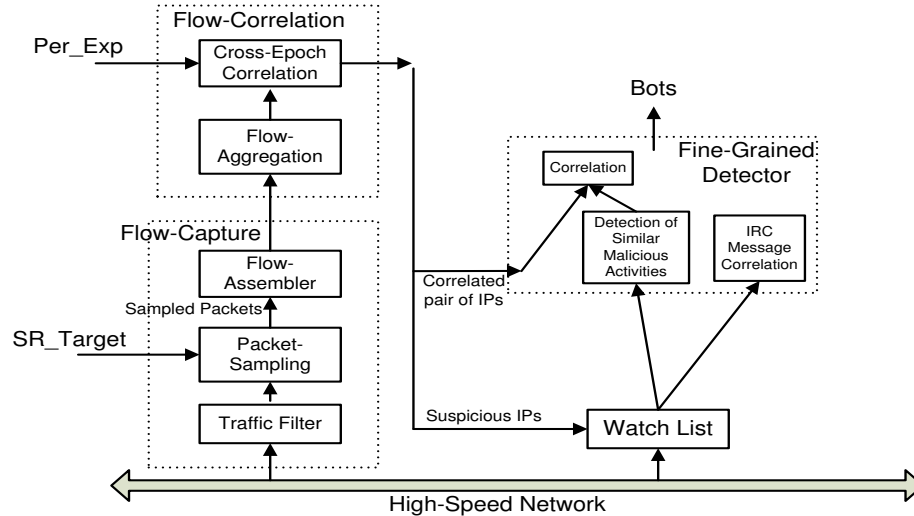 Flow-Correlation
Per_Exp
Cross-Epoch
Correlation
Flow-
Aggregation
Flow-Capture
Flow-
Assembler
Sampled Packets
SR_Target
Packet-
Sampling
Traffic Filter
Bots
Fine-Grained
Detector
Correlation
Detection of
Similar
Malicious
Activities
IRC
Message
Correlation
Correlated
pair of IPs
Suspicious IPs
Watch List
High-Speed Network